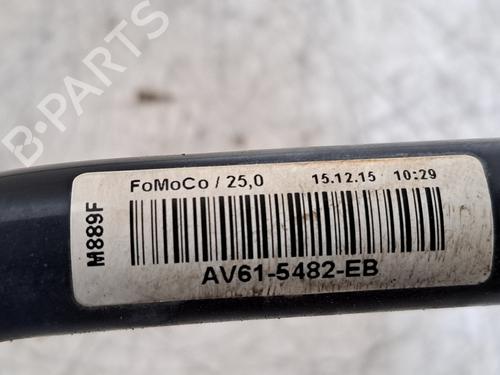 B-PARTS
FoMoCo / 25,0 15.12.15 10:29
M889F
AV61-5482-EB